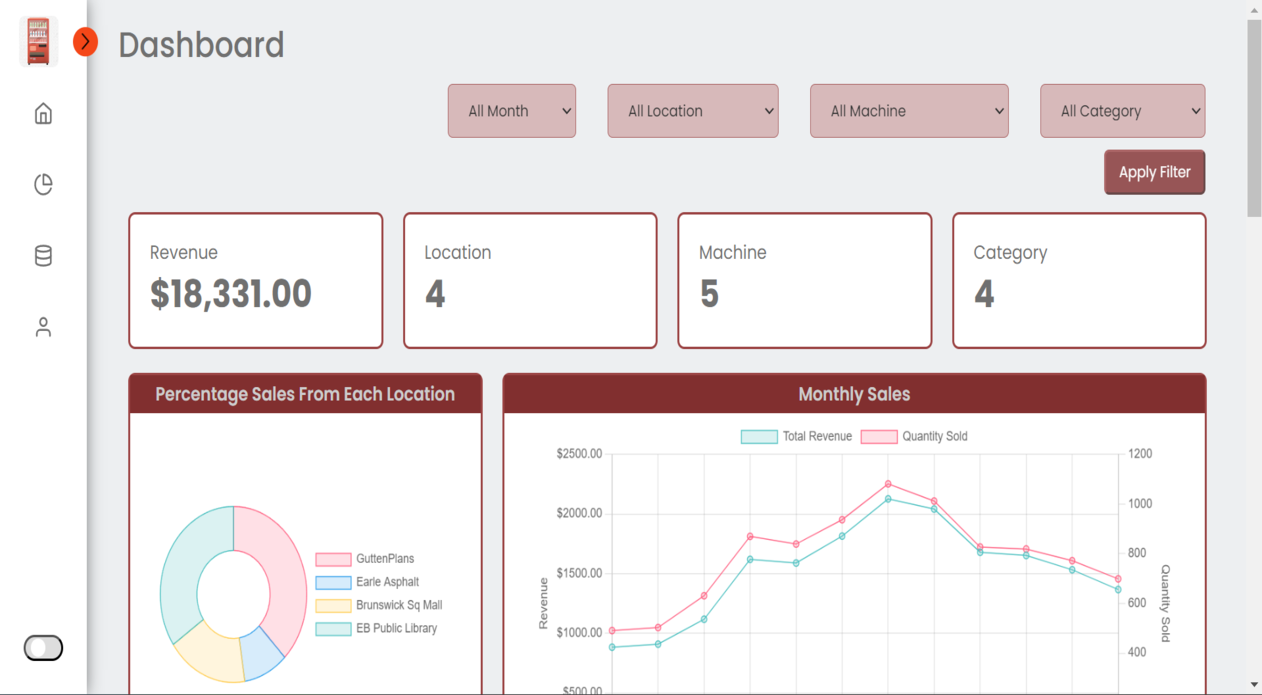 Dashboard
All Month All Location All Machine All Category
Apply Filter
Revenue
$18,331.00
Location
4
Machine
5
Category
4
Percentage Sales From Each Location
GuttenPlans
Earle Asphalt
Brunswick Sq Mall
EB Public Library
Monthly Sales
Total Revenue Quantity Sold
$2500.00
$2000.00
$1500.00
$1000.00
$500.00
Revenue
1200
1000
800
600
400
Quantity Sold